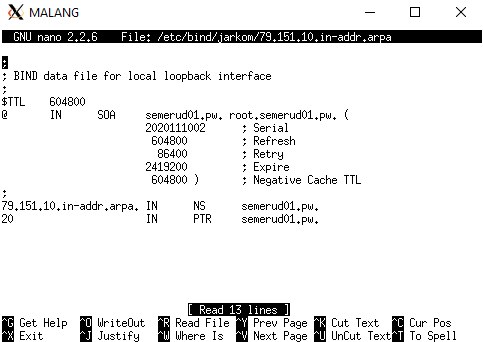 MALANG
GNU nano 2.2.6 File: /etc/bind/jarkom/79.151.10.in-addr.arpa
;
; BIND data file for local loopback interface
;
$TTL 604800
@ IN SOA semerud01.pw. root.semerud01.pw. (
2020111002 ; Serial
604800 ; Refresh
86400 ; Retry
2419200 ; Expire
604800 ) ; Negative Cache TTL
;
79.151.10.in-addr.arpa. IN NS semerud01.pw.
20 IN PTR semerud01.pw.
[ Read 13 lines ]
^G Get Help ^O WriteOut ^R Read File ^Y Prev Page ^K Cut Text ^C Cur Pos
^X Exit ^J Justify ^W Where Is ^V Next Page ^U UnCut Text ^T To Spell